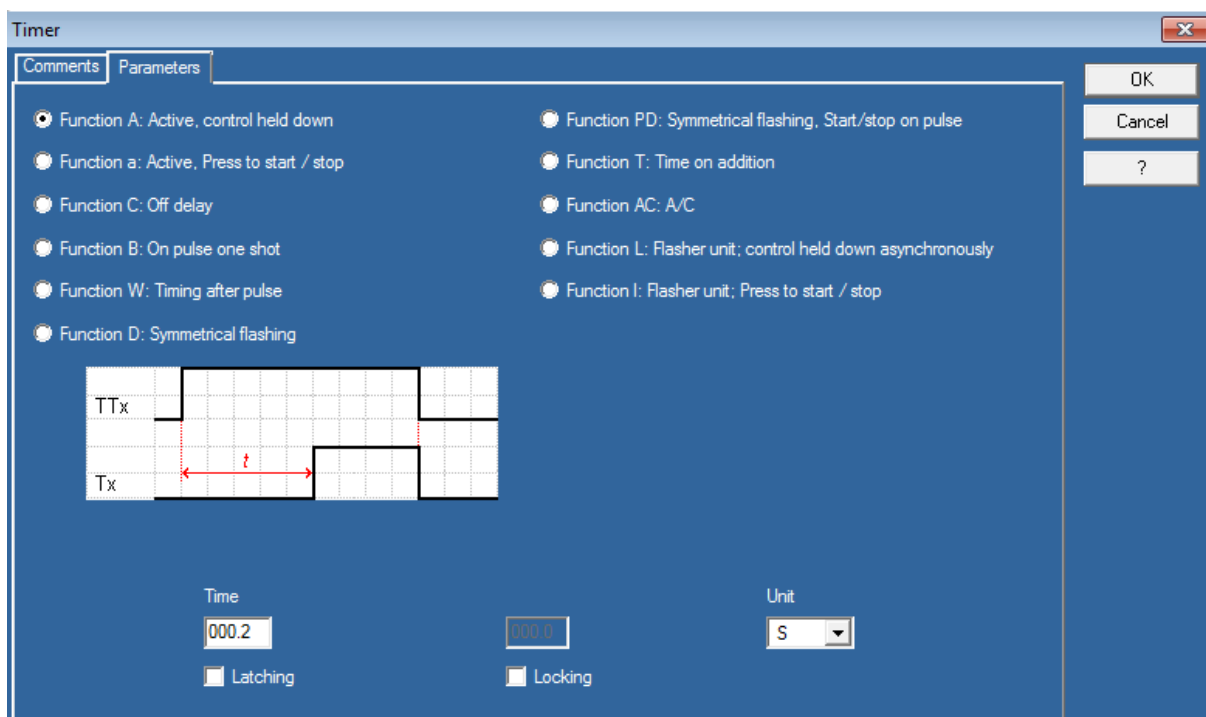 Timer
Comments Parameters
OK
Cancel
?
Function A: Active, control held down
Function a: Active, Press to start / stop
Function C: Off delay
Function B: On pulse one shot
Function W: Timing after pulse
Function D: Symmetrical flashing
Function PD: Symmetrical flashing, Start/stop on pulse
Function T: Time on addition
Function AC: A/C
Function L: Flasher unit; control held down asynchronously
Function I: Flasher unit; Press to start / stop
TTx
t
Tx
Time Unit
000.2 000.0 S
Latching Locking